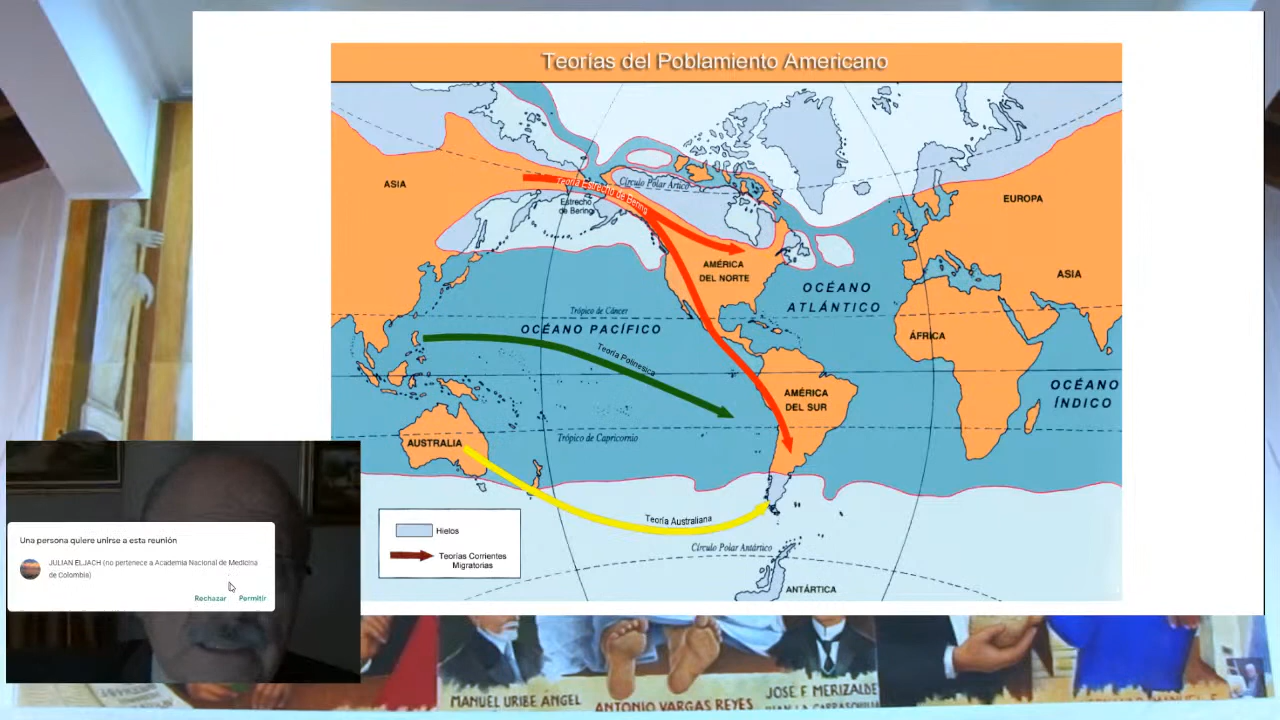 Teorías del Poblamiento Americano
ASIA
Teoría Estrecho de Bering
Círculo Polar Ártico
Estrecho
de Bering
EUROPA
ASIA
AMÉRICA
DEL NORTE
OCÉANO
ATLÁNTICO
Trópico de Cáncer
OCÉANO PACÍFICO
ÁFRICA
Teoría Polinesica
OCÉANO
ÍNDICO
AMÉRICA
DEL SUR
AUSTRALIA
Trópico de Capricornio
Teoría Australiana
Hielos
Teorías Corrientes
Migratorias
Círculo Polar Antártico
ANTÁRTICA
Una persona quiere unirse a esta reunión
JULIAN ELJACH (no pertenece a Academia Nacional de Medicina
de Colombia)
Rechazar
Permitir
MANUEL URIBE ANGEL
ANTONIO VARGAS REYES
JOSE F. MERIZALDE